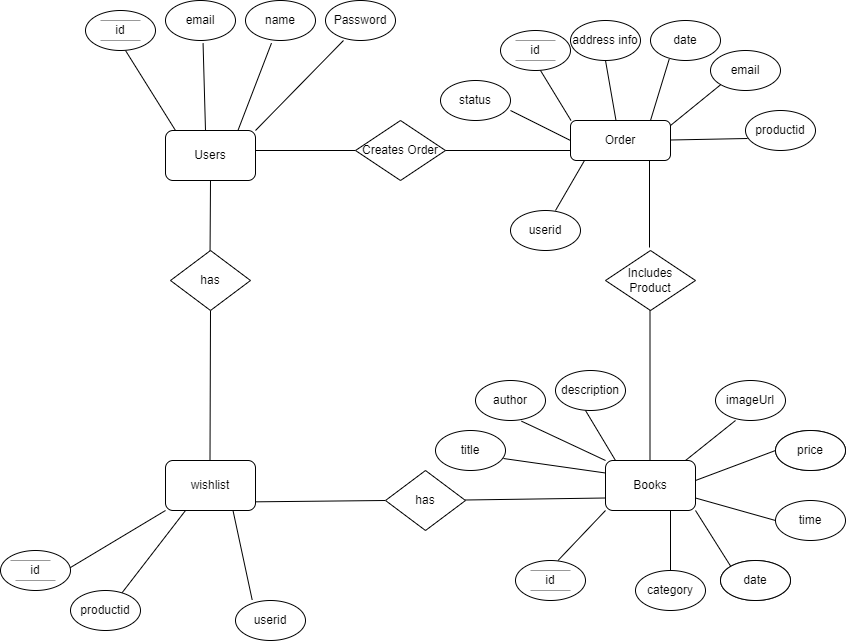 id
email
name
Password
id
address info
date
email
status
productid
Users
Creates Order
Order
userid
has
Includes
Product
author
description
imageUrl
title
price
wishlist
has
Books
time
id
productid
userid
id
category
date